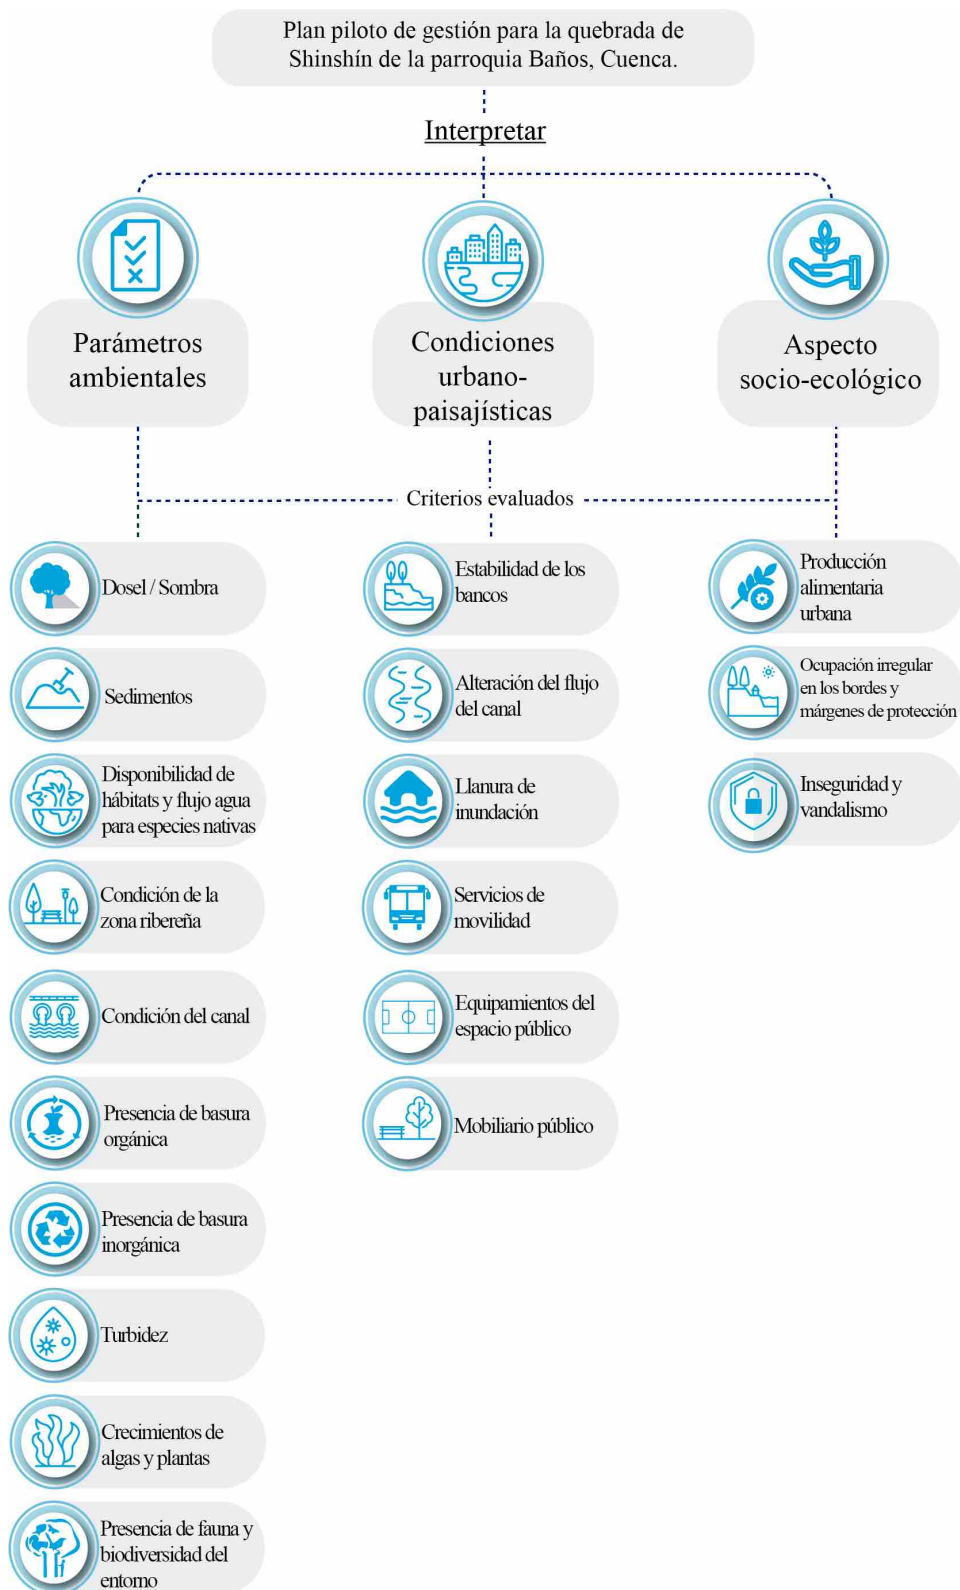 Plan piloto de gestión para la quebrada de
Shinshín de la parroquia Baños, Cuenca.
Interpretar
Parámetros
ambientales
Condiciones
urbano-
paisajísticas
Aspecto
socio-ecológico
Criterios evaluados
Dosel / Sombra
Sedimentos
Disponibilidad de
hábitats y flujo agua
para especies nativas
Condición de la
zona ribereña
Condición del canal
Presencia de basura
orgánica
Presencia de basura
inorgánica
Turbidez
Crecimientos de
algas y plantas
Presencia de fauna y
biodiversidad del
entorno
Estabilidad de los
bancos
Alteración del flujo
del canal
Llanura de
inundación
Servicios de
movilidad
Equipamientos del
espacio público
Mobiliario público
Producción
alimentaria
urbana
Ocupación irregular
en los bordes y
márgenes de protección
Inseguridad y
vandalismo